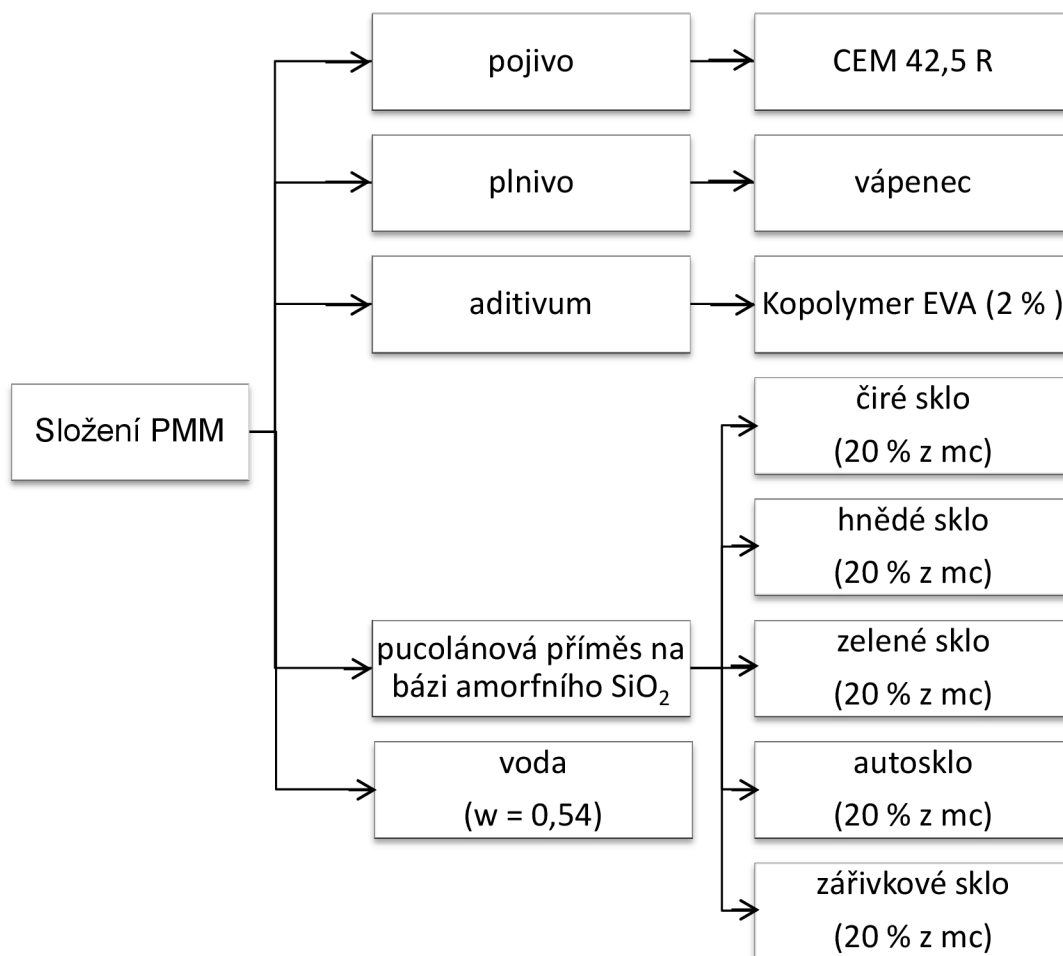 pojivo
CEM 42,5 R
plnivo
vápenec
aditivum
Kopolymer EVA (2 % )
Složení PMM
čiré sklo
(20 % z mc)
hnědé sklo
(20 % z mc)
pucolánová příměs na
bázi amorfního SiO₂
zelené sklo
(20 % z mc)
voda
(w = 0,54)
autosklo
(20 % z mc)
zářivkové sklo
(20 % z mc)